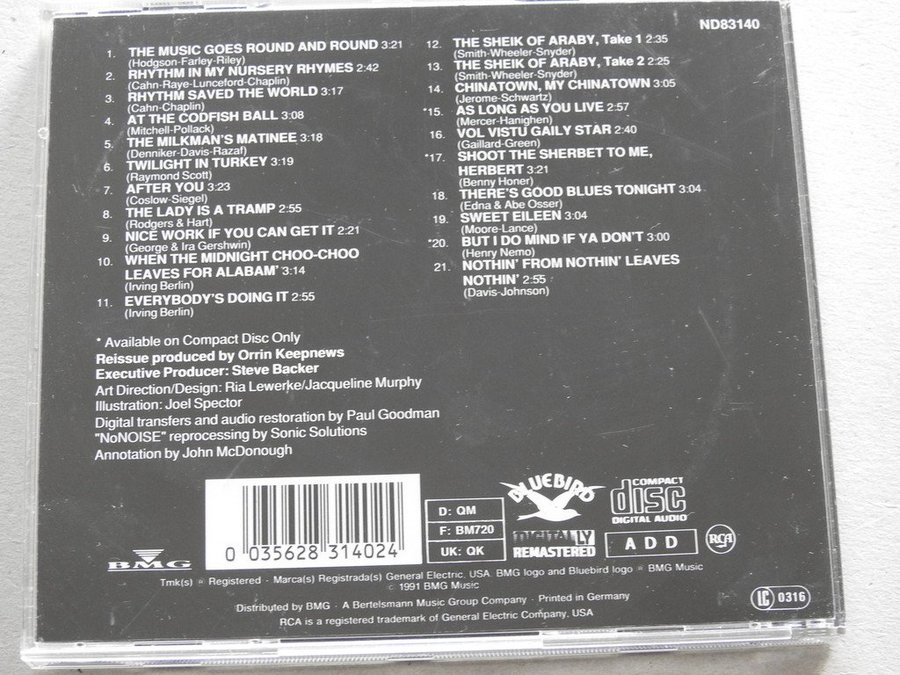 ND83140
1. THE MUSIC GOES ROUND AND ROUND 3:21
(Hodgson-Farley-Riley)
2. RHYTHM IN MY NURSERY RHYMES 2:42
(Cahn-Raye-Lunceford-Chaplin)
3. RHYTHM SAVED THE WORLD 3:17
(Cahn-Chaplin)
4. AT THE CODFISH BALL 3:08
(Mitchell-Pollack)
5. THE MILKMAN'S MATINEE 3:18
(Denniker-Davis-Razaf)
6. TWILIGHT IN TURKEY 3:19
(Raymond Scott)
7. AFTER YOU 3:23
(Coslow-Siegel)
8. THE LADY IS A TRAMP 2:55
(Rodgers & Hart)
9. NICE WORK IF YOU CAN GET IT 2:21
(George & Ira Gershwin)
10. WHEN THE MIDNIGHT CHOO-CHOO
LEAVES FOR ALABAM' 3:14
(Irving Berlin)
11. EVERYBODY'S DOING IT 2:55
(Irving Berlin)
12. THE SHEIK OF ARABY, Take 1 2:35
(Smith-Wheeler-Snyder)
13. THE SHEIK OF ARABY, Take 2 2:25
(Smith-Wheeler-Snyder)
14. CHINATOWN, MY CHINATOWN 3:05
(Jerome-Schwartz)
*15. AS LONG AS YOU LIVE 2:57
(Mercer-Hanighen)
16. VOL VISTU GAILY STAR 2:40
(Gaillard-Green)
*17. SHOOT THE SHERBET TO ME,
HERBERT 3:21
(Benny Honer)
18. THERE'S GOOD BLUES TONIGHT 3:04
(Edna & Abe Osser)
19. SWEET EILEEN 3:04
(Moore-Lance)
*20. BUT I DO MIND IF YA DON'T 3:00
(Henry Nemo)
21. NOTHIN' FROM NOTHIN' LEAVES
NOTHIN' 2:55
(Davis-Johnson)
* Available on Compact Disc Only
Reissue produced by Orrin Keepnews
Executive Producer: Steve Backer
Art Direction/Design: Ria Lewerke/Jacqueline Murphy
Illustration: Joel Spector
Digital transfers and audio restoration by Paul Goodman
"NoNOISE" reprocessing by Sonic Solutions
Annotation by John McDonough
BMG
0 035628 314024
D: QM
F: BM720
UK: QK
BLUEBIRD
DIGITALLY
REMASTERED
COMPACT
disc
DIGITAL AUDIO
ADD
RCA
Tmk(s) ® Registered · Marca(s) Registrada(s) General Electric, USA. BMG logo and Bluebird logo ® BMG Music
© 1991 BMG Music
Distributed by BMG · A Bertelsmann Music Group Company · Printed in Germany
RCA is a registered trademark of General Electric Company, USA
LC 0316